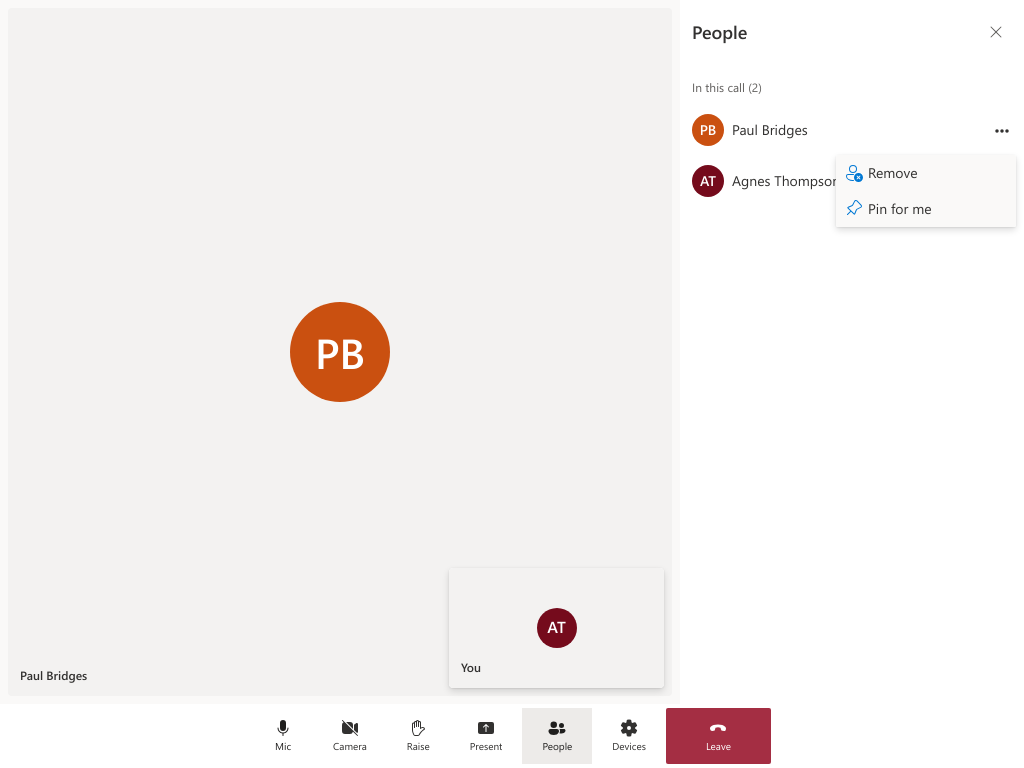 People
In this call (2)
PB Paul Bridges
AT Agnes Thompson
Remove
Pin for me
PB
AT
You
Paul Bridges
Mic
Camera
Raise
Present
People
Devices
Leave